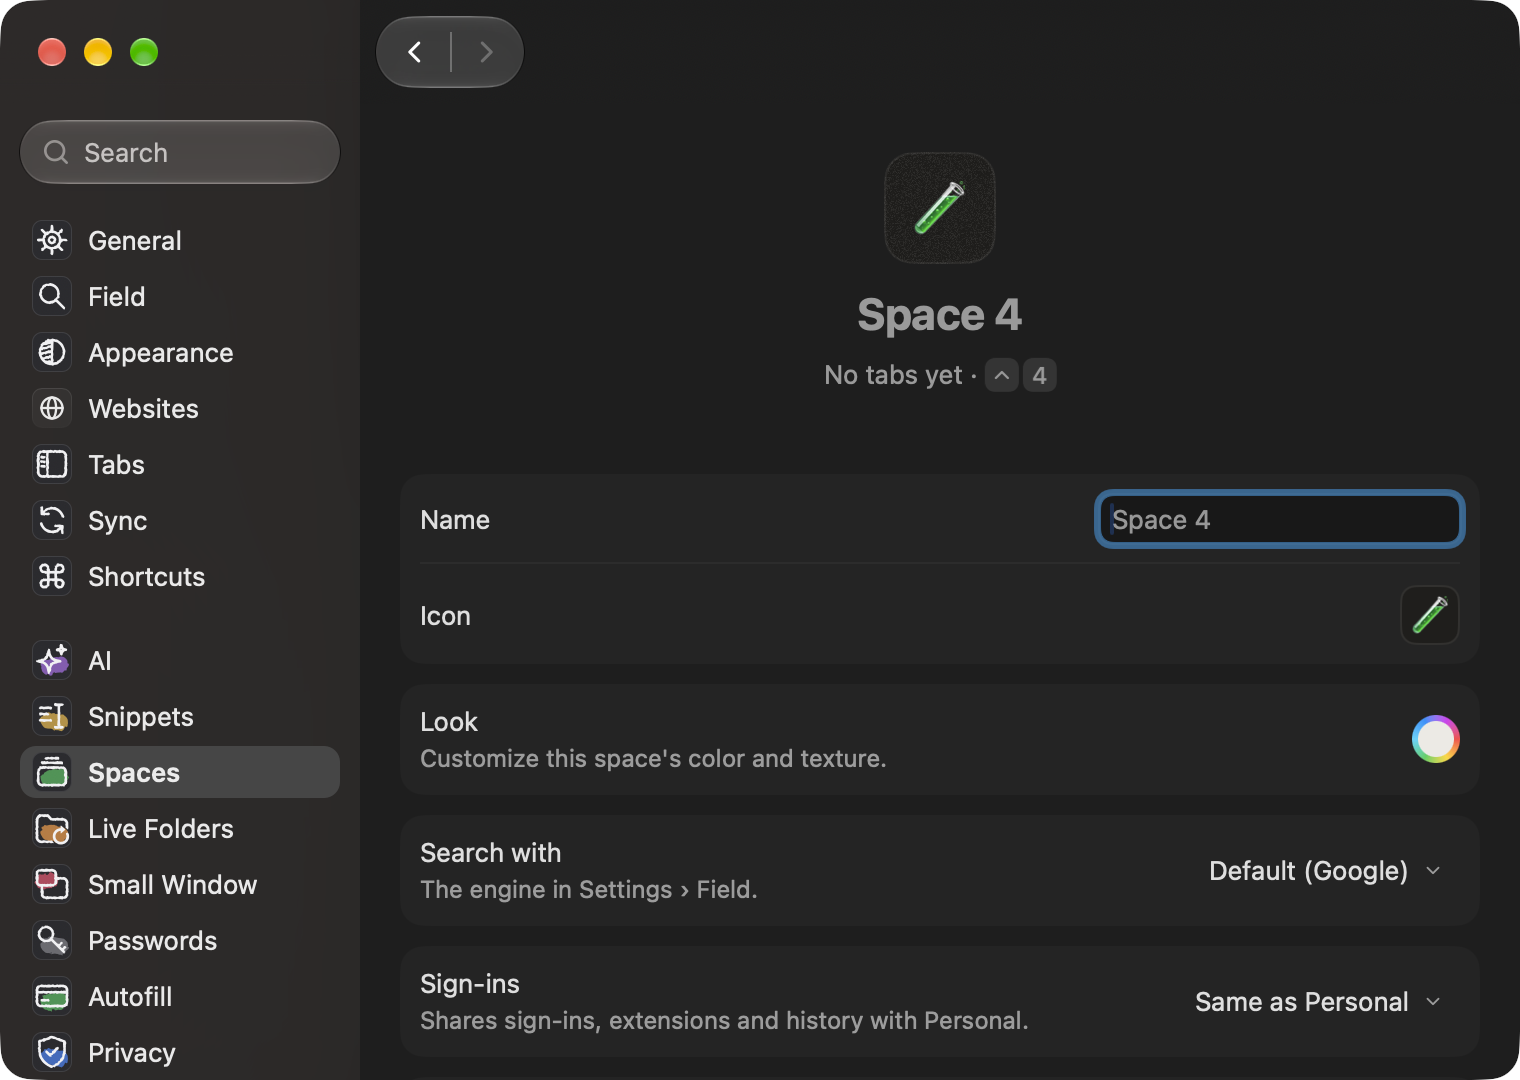 Search
General
Field
Appearance
Websites
Tabs
Sync
Shortcuts
AI
Snippets
Spaces
Live Folders
Small Window
Passwords
Autofill
Privacy
Space 4
No tabs yet · ^ 4
Name
Space 4
Icon
Look
Customize this space's color and texture.
Search with
The engine in Settings › Field.
Default (Google)
Sign-ins
Shares sign-ins, extensions and history with Personal.
Same as Personal